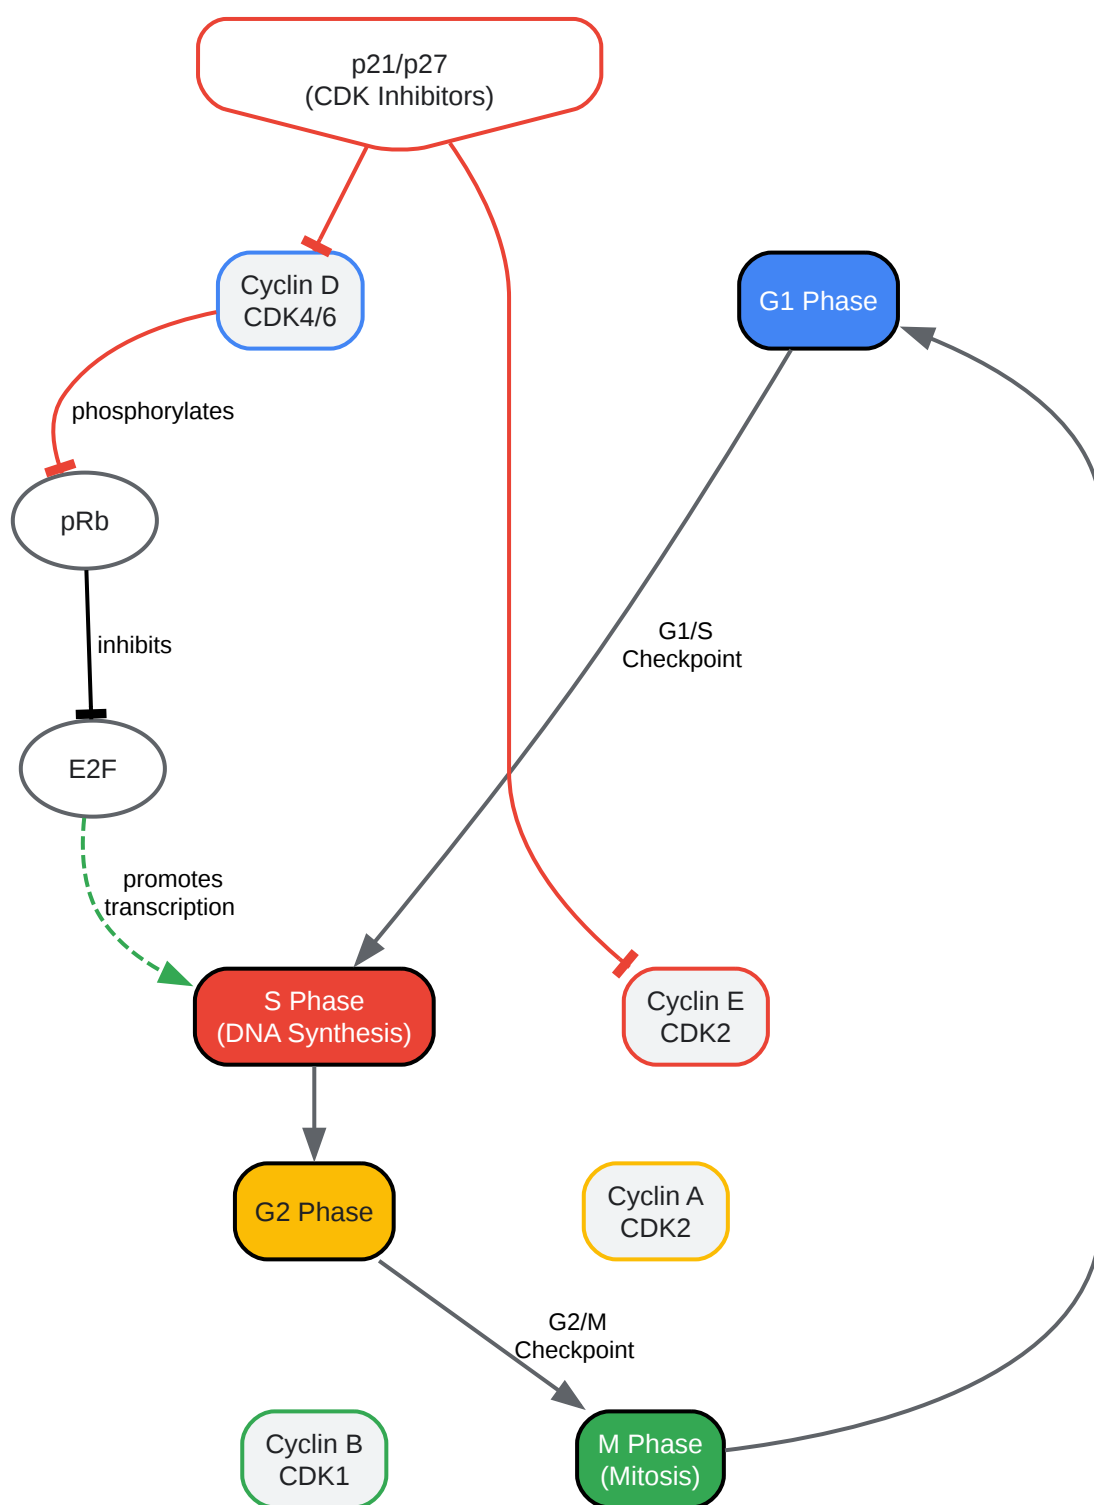 p21/p27
(CDK Inhibitors)
Cyclin D
CDK4/6
G1 Phase
phosphorylates
pRb
inhibits
G1/S
Checkpoint
E2F
promotes
transcription
S Phase
(DNA Synthesis)
Cyclin E
CDK2
G2 Phase
Cyclin A
CDK2
G2/M
Checkpoint
Cyclin B
CDK1
M Phase
(Mitosis)